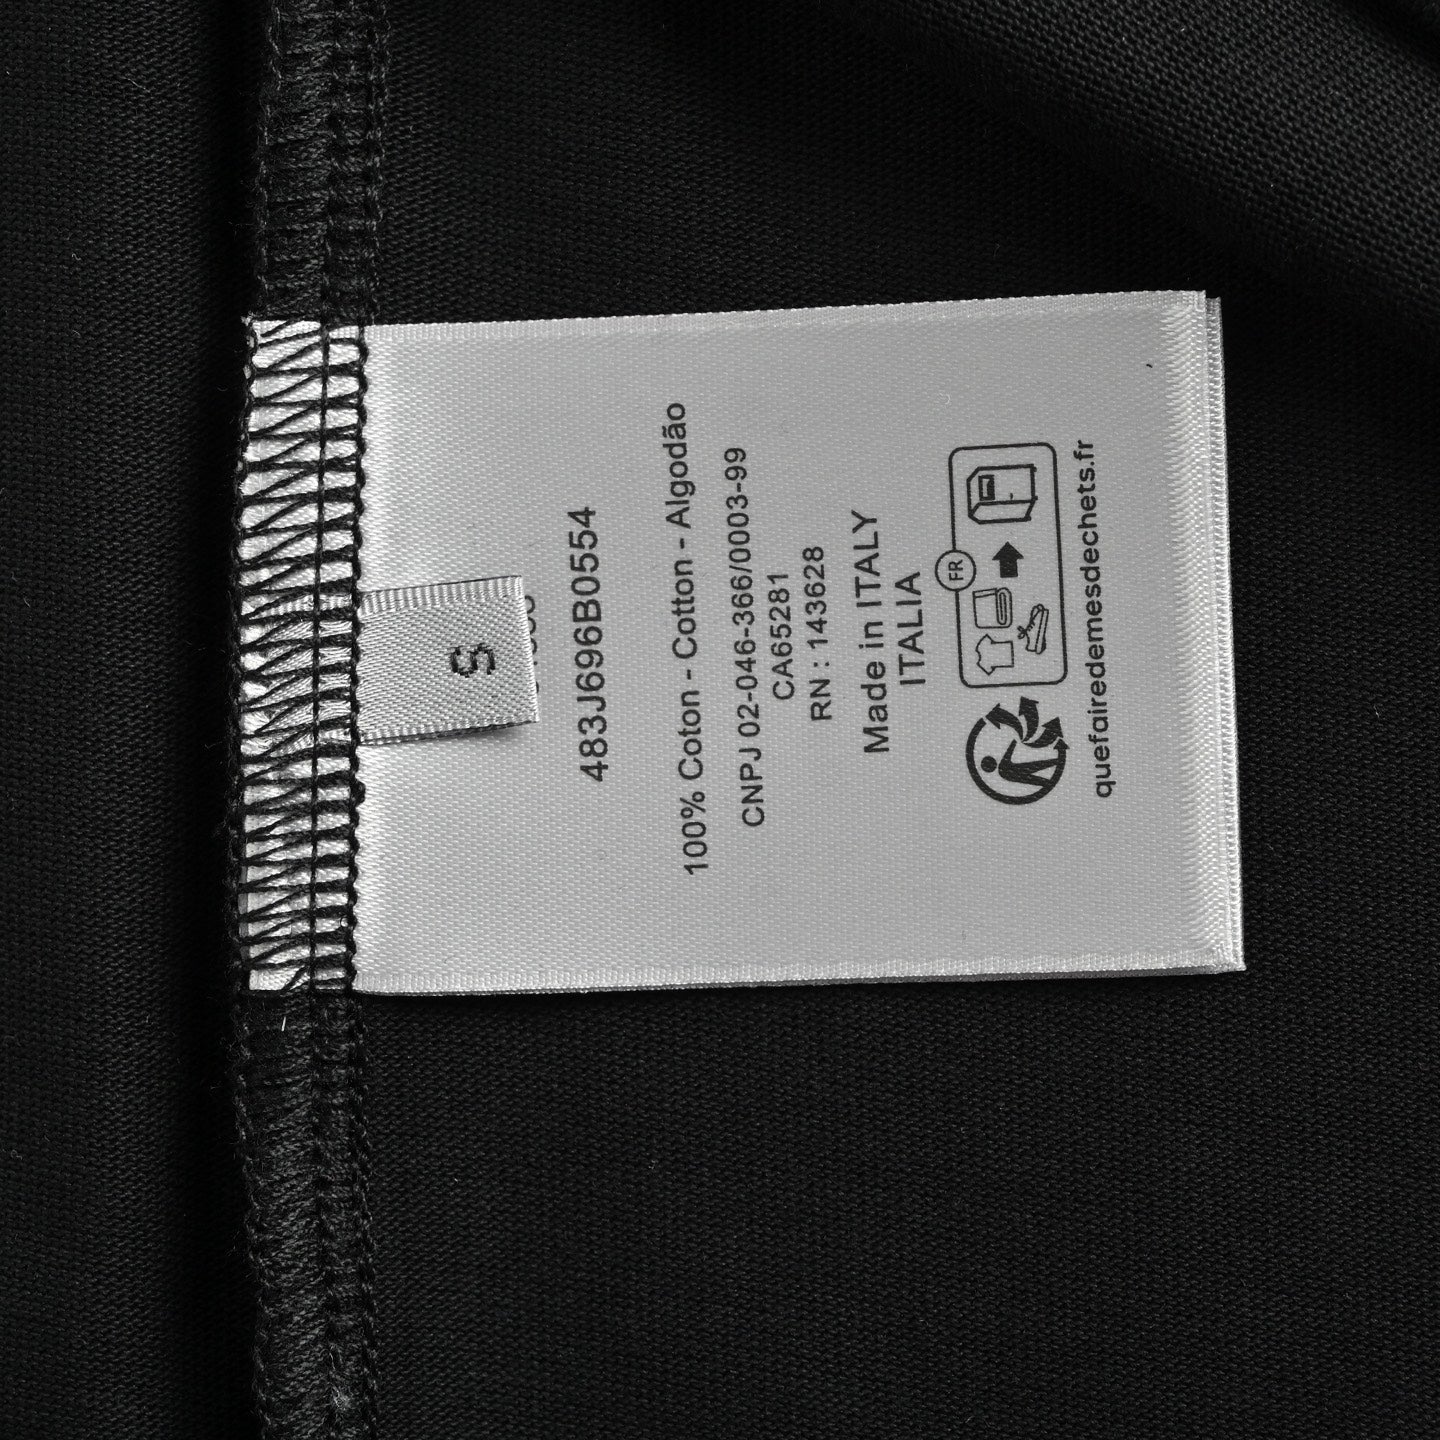 S
483J696B0554
100% Coton - Cotton - Algodão
CNPJ 02-046-366/0003-99
CA65281
RN : 143628
Made in ITALY
ITALIA
FR
quefairedemesdechets.fr